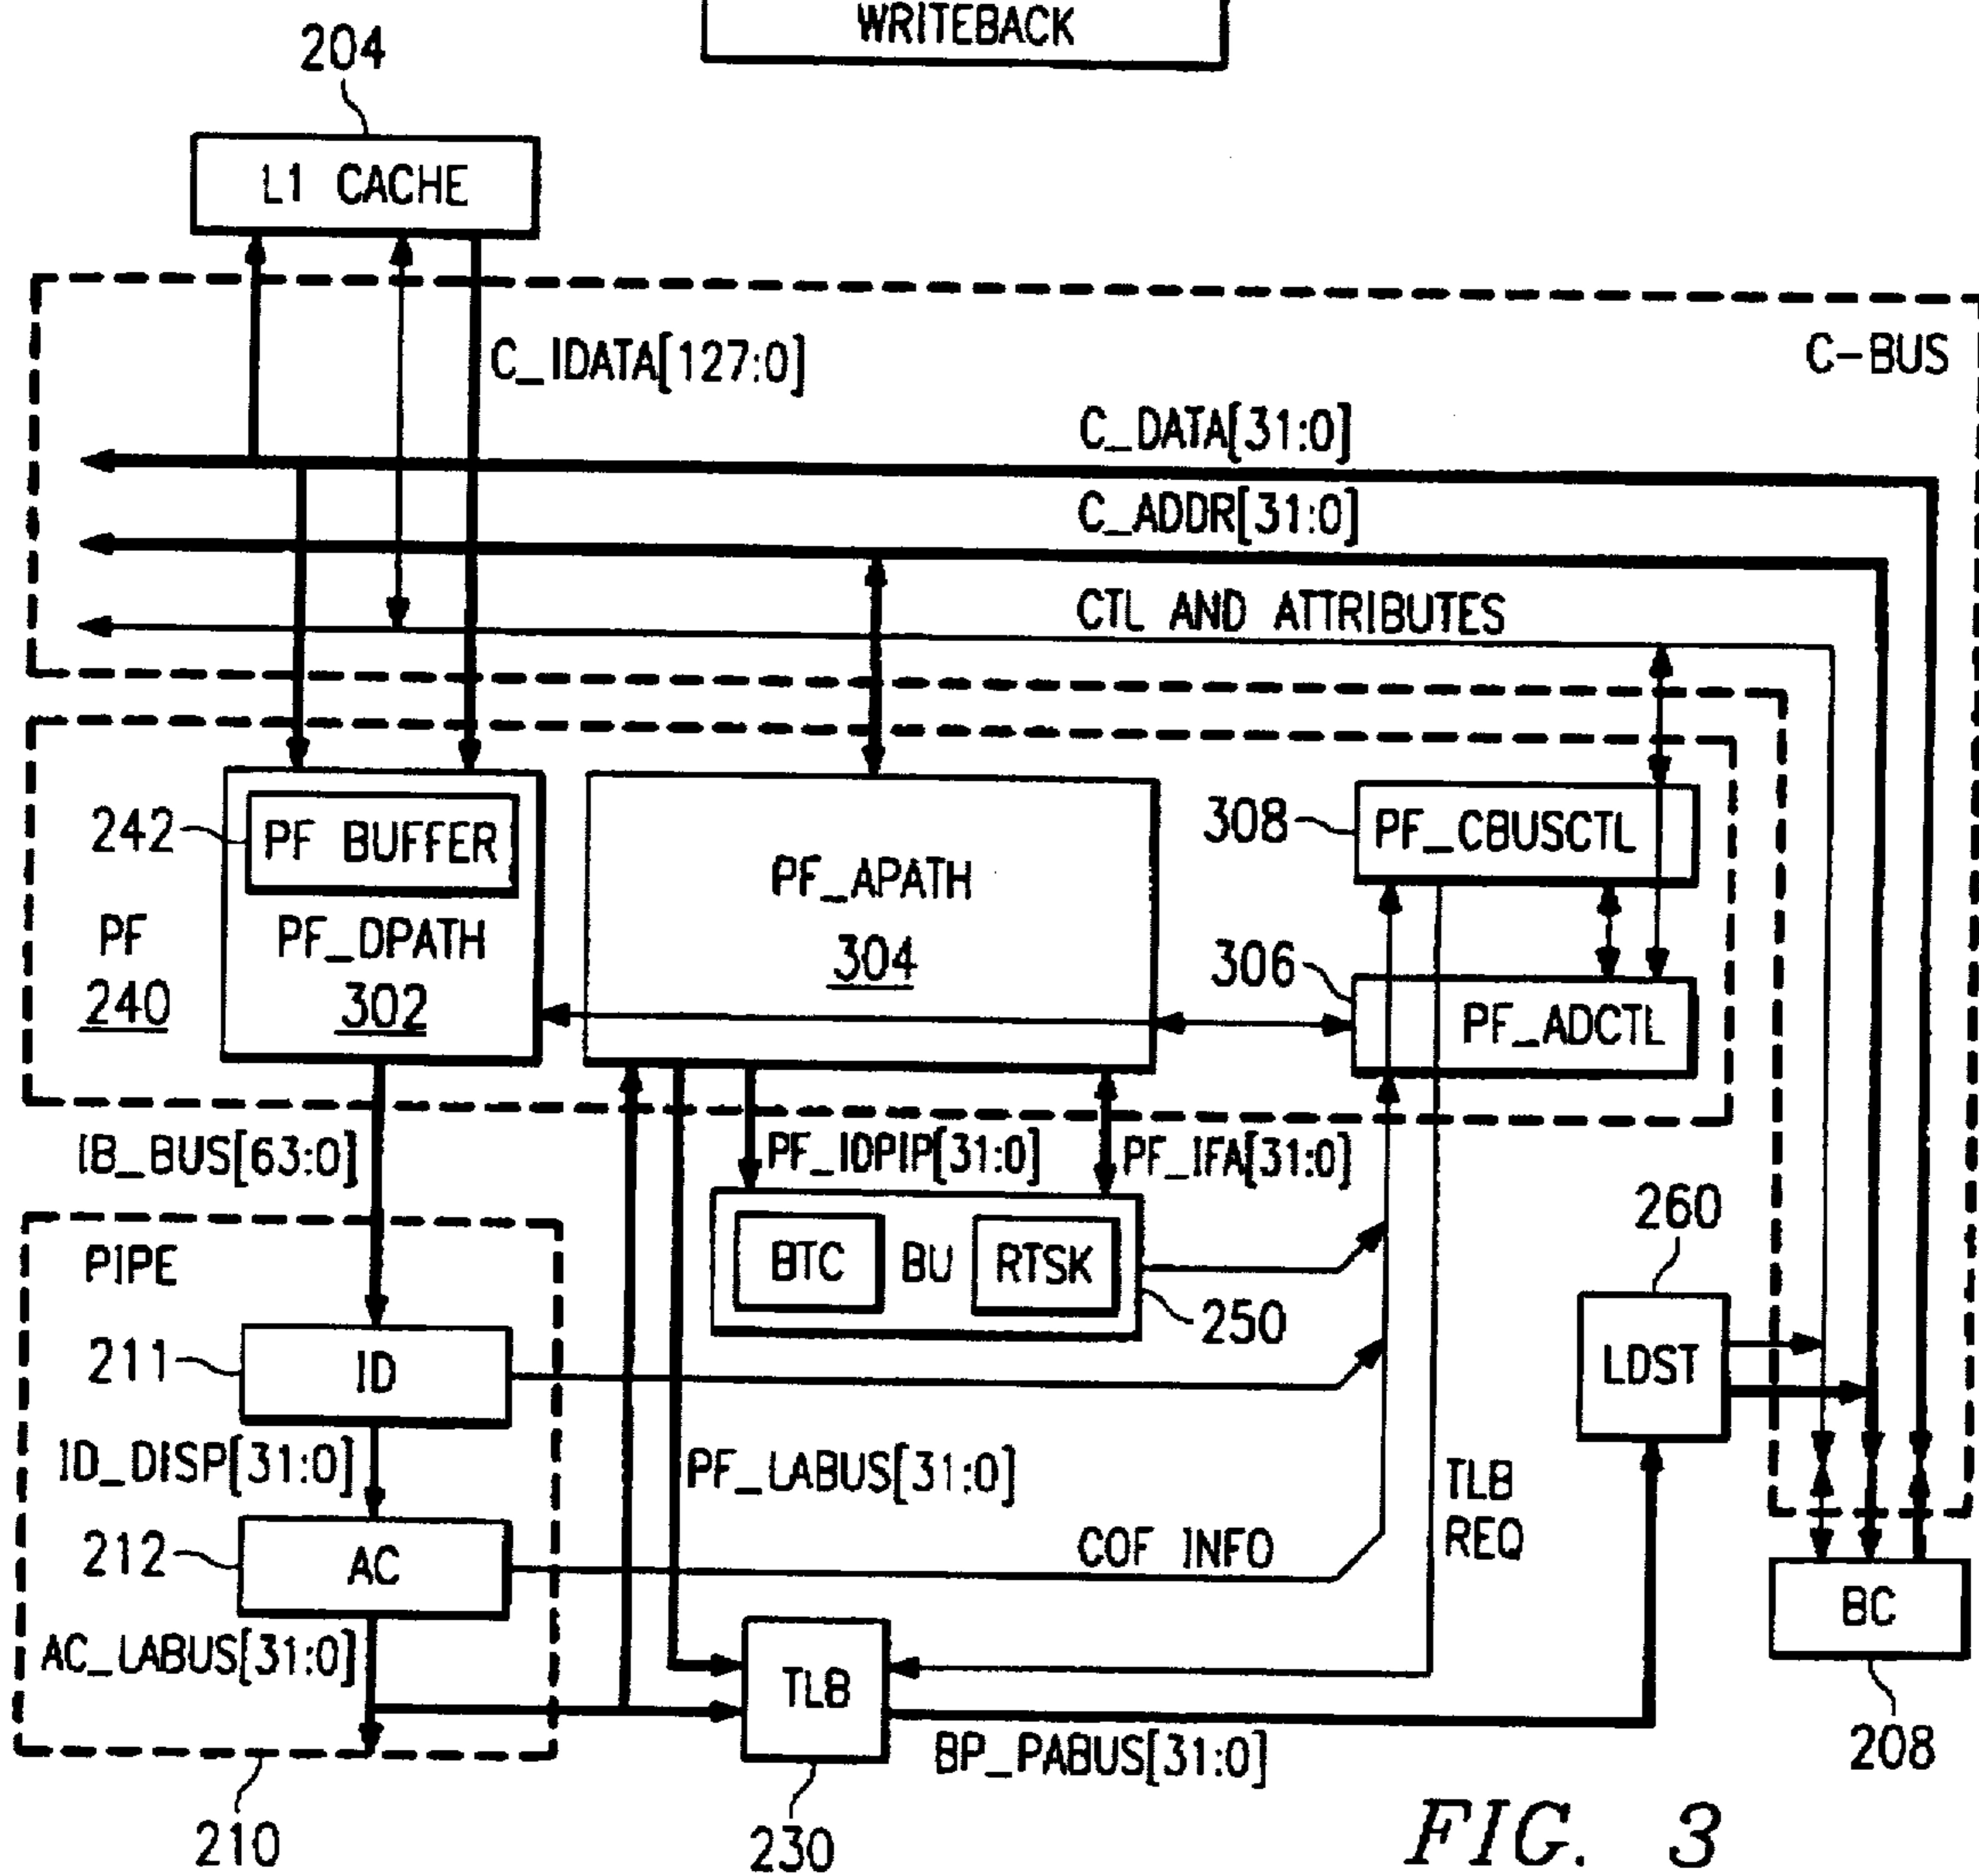 WRITEBACK
204
L1 CACHE
C_IDATA[127:0]
C-BUS
C_DATA[31:0]
C_ADDR[31:0]
CTL AND ATTRIBUTES
242
PF BUFFER
PF_APATH
304
308
PF_CBUSCTL
PF
240
PF_DPATH
302
306
PF_ADCTL
IB_BUS[63:0]
PF_IDPIP[31:0]
PF_IFA[31:0]
PIPE
BTC
BU
RTSK
250
260
LDST
211
ID
ID_DISP[31:0]
PF_LABUS[31:0]
TLB
REQ
212
AC
COF INFO
BC
208
AC_LABUS[31:0]
TLB
BP_PABUS[31:0]
210
230
FIG. 3